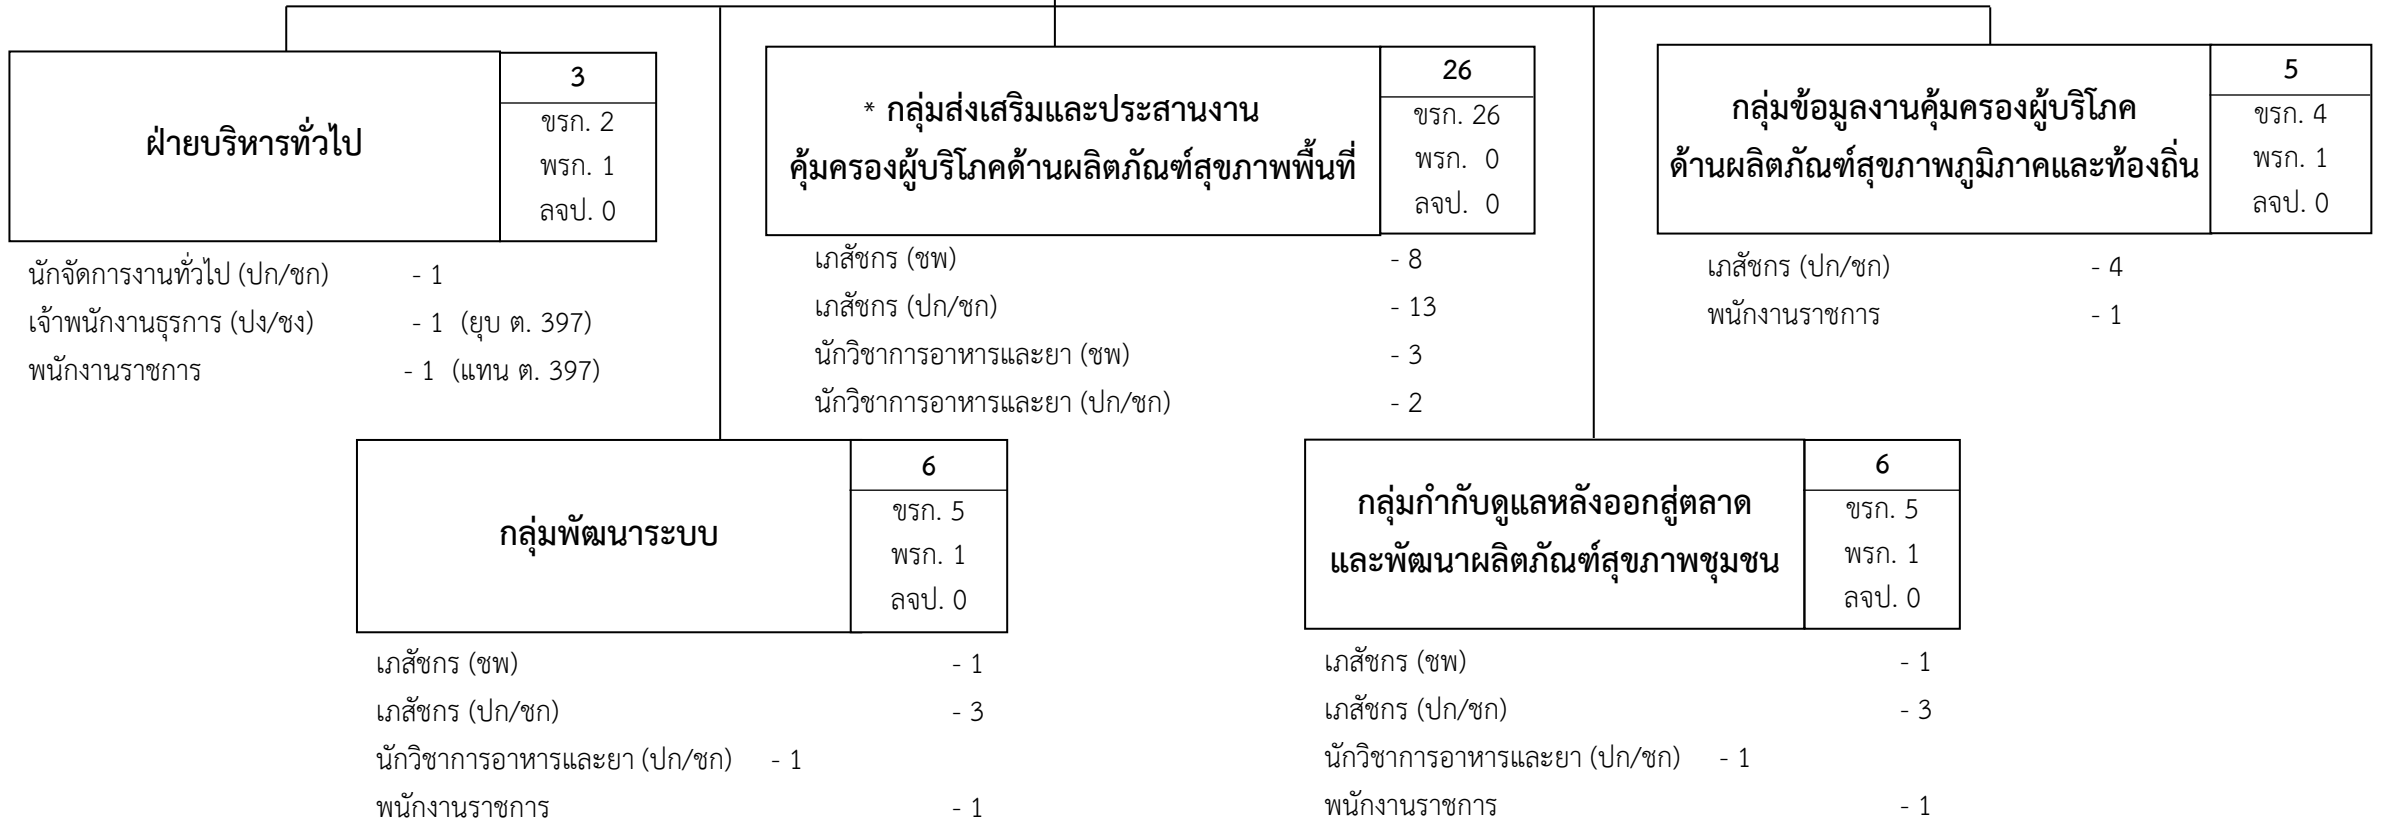 ฝ่ายบริหารทั่วไป
3
ขรก. 2
พรก. 1
ลจป. 0
นักจัดการงานทั่วไป (ปก/ชก) - 1
เจ้าพนักงานธุรการ (ปง/ชง) - 1 (ยุบ ต. 397)
พนักงานราชการ - 1 (แทน ต. 397)
* กลุ่มส่งเสริมและประสานงาน
คุ้มครองผู้บริโภคด้านผลิตภัณฑ์สุขภาพพื้นที่
26
ขรก. 26
พรก. 0
ลจป. 0
เภสัชกร (ชพ) - 8
เภสัชกร (ปก/ชก) - 13
นักวิชาการอาหารและยา (ชพ) - 3
นักวิชาการอาหารและยา (ปก/ชก) - 2
กลุ่มข้อมูลงานคุ้มครองผู้บริโภค
ด้านผลิตภัณฑ์สุขภาพภูมิภาคและท้องถิ่น
5
ขรก. 4
พรก. 1
ลจป. 0
เภสัชกร (ปก/ชก) - 4
พนักงานราชการ - 1
กลุ่มพัฒนาระบบ
6
ขรก. 5
พรก. 1
ลจป. 0
เภสัชกร (ชพ) - 1
เภสัชกร (ปก/ชก) - 3
นักวิชาการอาหารและยา (ปก/ชก) - 1
พนักงานราชการ - 1
กลุ่มกำกับดูแลหลังออกสู่ตลาด
และพัฒนาผลิตภัณฑ์สุขภาพชุมชน
6
ขรก. 5
พรก. 1
ลจป. 0
เภสัชกร (ชพ) - 1
เภสัชกร (ปก/ชก) - 3
นักวิชาการอาหารและยา (ปก/ชก) - 1
พนักงานราชการ - 1